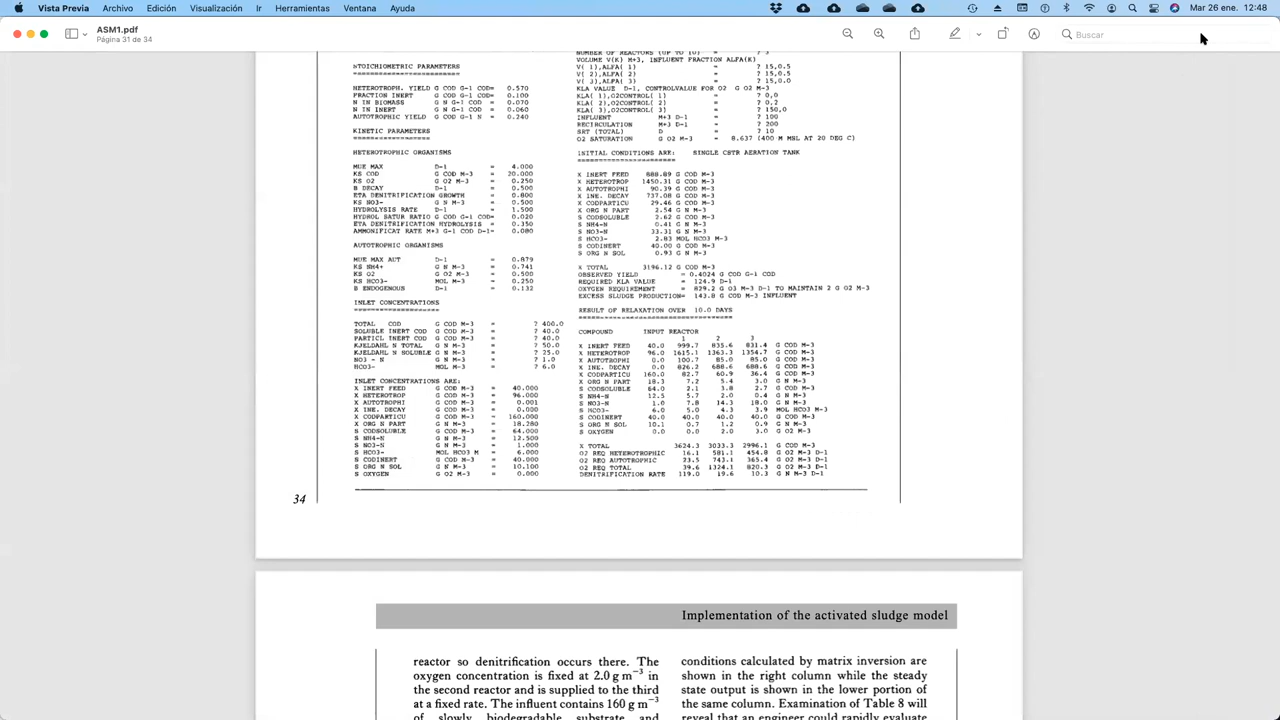 Vista Previa Archivo Edición Visualización Ir Herramientas Ventana Ayuda Mar 26 ene. 12:48
ASM1.pdf
Página 31 de 34
Buscar
STOICHIOMETRIC PARAMETERS
HETEROTROPH. YIELD G COD G-1 COD= 0.570
FRACTION INERT G COD G-1 COD= 0.100
N IN BIOMASS G N G-1 COD = 0.070
N IN INERT G N G-1 COD = 0.060
AUTOTROPHIC YIELD G COD G-1 N = 0.240
KINETIC PARAMETERS
HETEROTROPHIC ORGANISMS
MUE MAX D-1 = 4.000
KS COD G COD M-3 = 20.000
KS O2 G O2 M-3 = 0.250
B DECAY D-1 = 0.500
ETA DENITRIFICATION GROWTH = 0.800
KS NO3- G N M-3 = 0.500
HYDROLYSIS RATE D-1 = 1.500
HYDROL SATUR RATIO G COD G-1 COD= 0.020
ETA DENITRIFICATION HYDROLYSIS = 0.350
AMMONIFICAT RATE M+3 G-1 COD D-1= 0.080
AUTOTROPHIC ORGANISMS
MUE MAX AUT D-1 = 0.879
KS NH4+ G N M-3 = 0.741
KS O2 G O2 M-3 = 0.500
KS HCO3- MOL M-3 = 0.250
B ENDOGENOUS D-1 = 0.132
INLET CONCENTRATIONS
TOTAL COD G COD M-3 = ? 400.0
SOLUBLE INERT COD G COD M-3 = ? 40.0
PARTICL INERT COD G COD M-3 = ? 40.0
KJELDAHL N TOTAL G N M-3 = ? 50.0
KJELDAHL N SOLUBLE G N M-3 = ? 25.0
NO3 - N G N M-3 = ? 1.0
HCO3- MOL M-3 = ? 6.0
INLET CONCENTRATIONS ARE:
X INERT FEED G COD M-3 = 40.000
X HETEROTROP G COD M-3 = 96.000
X AUTOTROPHI G COD M-3 = 0.001
X INE. DECAY G COD M-3 = 0.000
X CODPARTICU G COD M-3 = 160.000
X ORG N PART G N M-3 = 18.280
S CODSOLUBLE G COD M-3 = 64.000
S NH4-N G N M-3 = 12.500
S NO3-N G N M-3 = 1.000
S HCO3- MOL HCO3 M = 6.000
S CODINERT G COD M-3 = 40.000
S ORG N SOL G N M-3 = 10.100
S OXYGEN G O2 M-3 = 0.000
NUMBER OF REACTORS (UP TO 10) = ? 3
VOLUME V(K) M+3, INFLUENT FRACTION ALFA(K)
V( 1),ALFA( 1) = ? 15,0.5
V( 2),ALFA( 2) = ? 15,0.5
V( 3),ALFA( 3) = ? 15,0.0
KLA VALUE D-1, CONTROLVALUE FOR O2 G O2 M-3
KLA( 1),O2CONTROL( 1) = ? 0,0
KLA( 2),O2CONTROL( 2) = ? 0,2
KLA( 3),O2CONTROL( 3) = ? 150,0
INFLUENT M+3 D-1 = ? 100
RECIRCULATION M+3 D-1 = ? 200
SRT (TOTAL) D = ? 10
O2 SATURATION G O2 M-3 = 8.637 (400 M MSL AT 20 DEG C)
INITIAL CONDITIONS ARE: SINGLE CSTR AERATION TANK
X INERT FEED 888.89 G COD M-3
X HETEROTROP 1450.31 G COD M-3
X AUTOTROPHI 90.39 G COD M-3
X INE. DECAY 737.08 G COD M-3
X CODPARTICU 29.46 G COD M-3
X ORG N PART 2.54 G N M-3
S CODSOLUBLE 2.62 G COD M-3
S NH4-N 0.41 G N M-3
S NO3-N 33.31 G N M-3
S HCO3- 2.83 MOL HCO3 M-3
S CODINERT 40.00 G COD M-3
S ORG N SOL 0.93 G N M-3
X TOTAL 3196.12 G COD M-3
OBSERVED YIELD = 0.4024 G COD G-1 COD
REQUIRED KLA VALUE = 124.9 D-1
OXYGEN REQUIREMENT = 829.2 G O3 M-3 D-1 TO MAINTAIN 2 G O2 M-3
EXCESS SLUDGE PRODUCTION= 143.8 G COD M-3 INFLUENT
RESULT OF RELAXATION OVER 10.0 DAYS
COMPOUND INPUT REACTOR
1 2 3
X INERT FEED 40.0 999.7 835.6 831.4 G COD M-3
X HETEROTROP 96.0 1615.1 1363.3 1354.7 G COD M-3
X AUTOTROPHI 0.0 100.7 85.0 85.0 G COD M-3
X INE. DECAY 0.0 826.2 688.6 688.6 G COD M-3
X CODPARTICU 160.0 82.7 60.9 36.4 G COD M-3
X ORG N PART 18.3 7.2 5.4 3.0 G N M-3
S CODSOLUBLE 64.0 2.1 3.8 2.7 G COD M-3
S NH4-N 12.5 5.7 2.0 0.4 G N M-3
S NO3-N 1.0 7.8 14.3 18.0 G N M-3
S HCO3- 6.0 5.0 4.3 3.9 MOL HCO3 M-3
S CODINERT 40.0 40.0 40.0 40.0 G COD M-3
S ORG N SOL 10.1 0.7 1.2 0.9 G N M-3
S OXYGEN 0.0 0.0 2.0 3.0 G O2 M-3
X TOTAL 3624.3 3033.3 2996.1 G COD M-3
O2 REQ HETEROTROPHIC 16.1 581.1 454.8 G O2 M-3 D-1
O2 REQ AUTOTROPHIC 23.5 743.1 365.4 G O2 M-3 D-1
O2 REQ TOTAL 39.6 1324.1 820.3 G O2 M-3 D-1
DENITRIFICATION RATE 119.0 19.6 10.3 G N M-3 D-1
34
Implementation of the activated sludge model
reactor so denitrification occurs there. The
oxygen concentration is fixed at 2.0 g m⁻³ in
the second reactor and is supplied to the third
at a fixed rate. The influent contains 160 g m⁻³
of slowly biodegradable substrate and
conditions calculated by matrix inversion are
shown in the right column while the steady
state output is shown in the lower portion of
the same column. Examination of Table 8 will
reveal that an engineer could rapidly evaluate